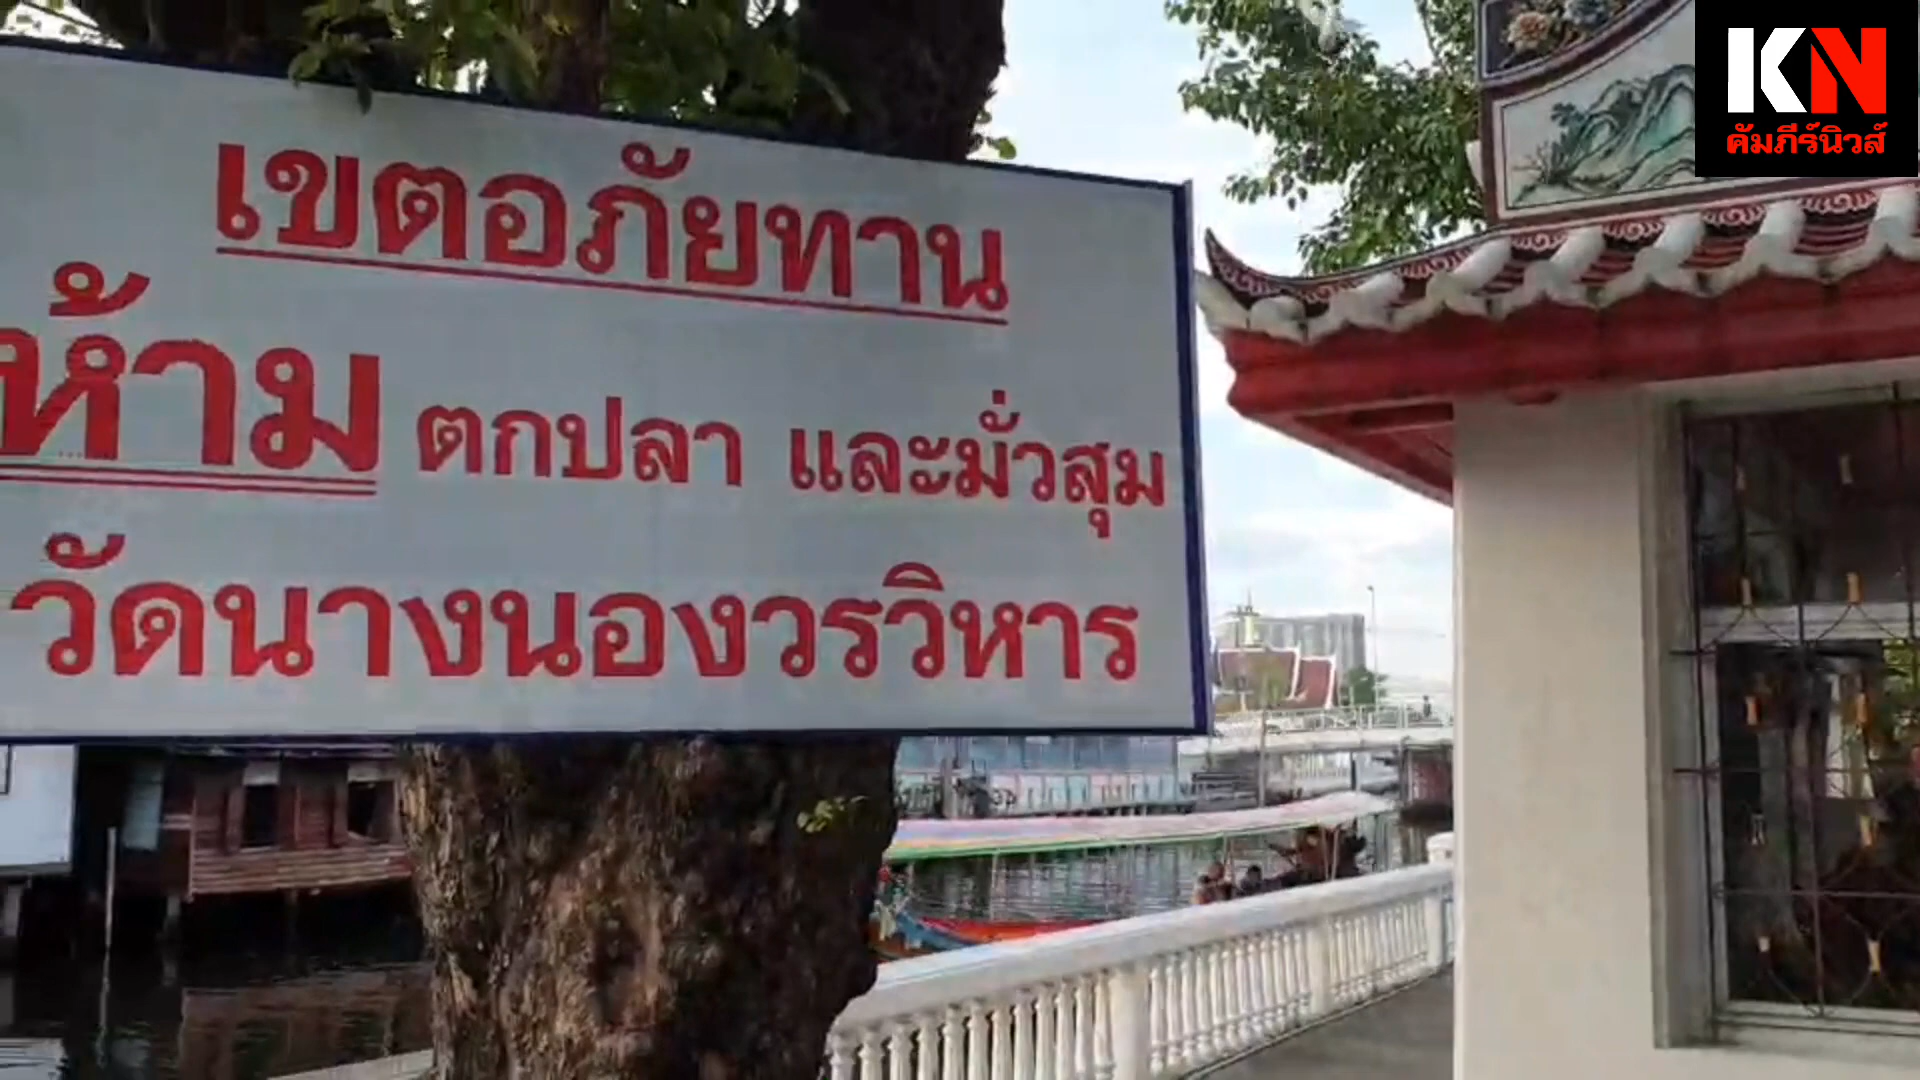 KN
คัมภีร์นิวส์
เขตอภัยทาน
ห้าม ตกปลา และมั่วสุม
วัดนางนองวรวิหาร